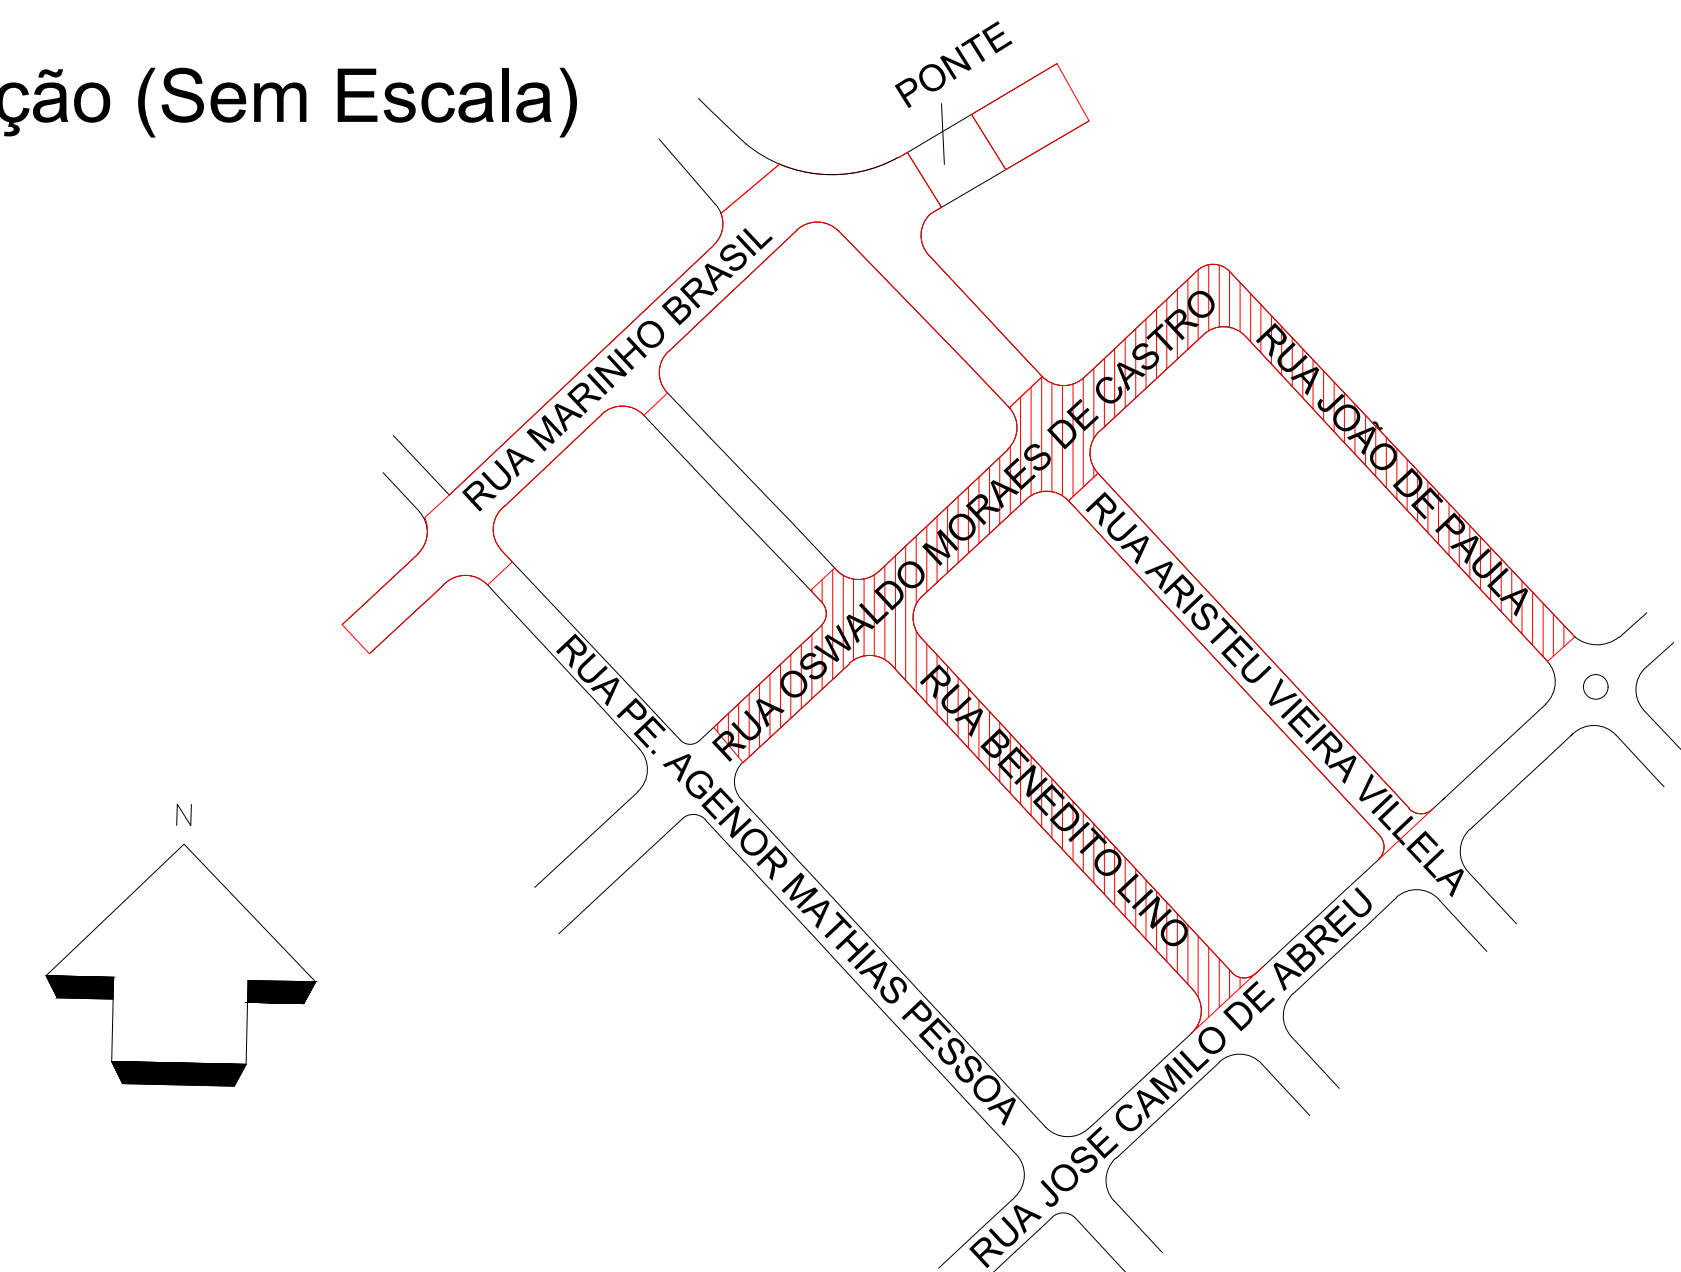 ção (Sem Escala)
PONTE
RUA MARINHO BRASIL
RUA OSWALDO MORAES DE CASTRO
RUA JOÃO DE PAULA
RUA ARISTEU VIEIRA VILLELA
RUA PE. AGENOR MATHIAS PESSOA
RUA BENEDITO LINO
N
RUA JOSE CAMILO DE ABREU